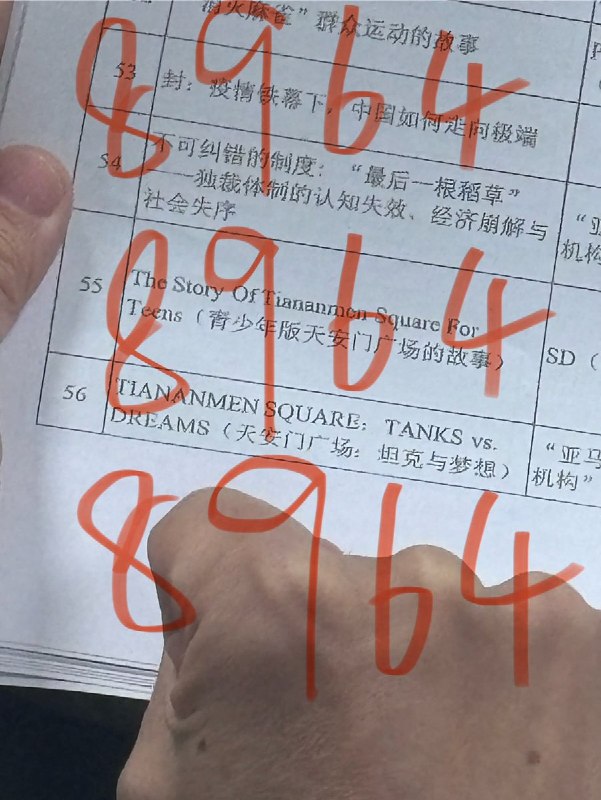 消灭麻雀”群众运动的故事
53
封：疫情铁幕下，中国如何走向极端
54
不可纠错的制度：“最后一根稻草”
——独裁体制的认知失效、经济崩解与
社会失序
“亚
机构
55
The Story Of Tiananmen Square For
Teens（青少年版天安门广场的故事）
SD（
56
TIANANMEN SQUARE：TANKS vs.
DREAMS（天安门广场：坦克与梦想）
“亚马
机构”
8964
8964
8964